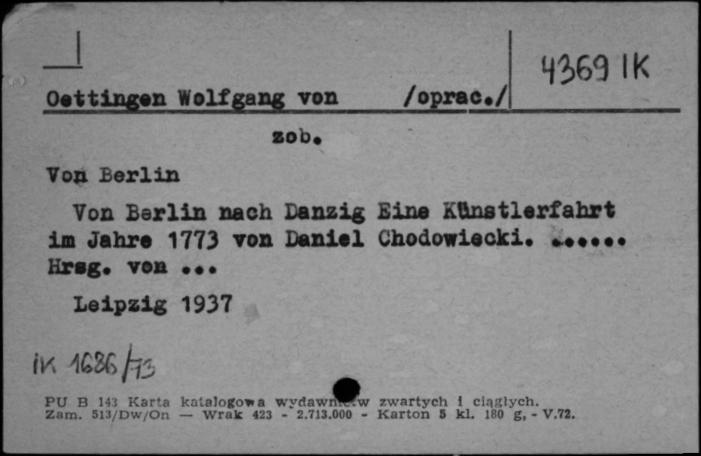 4369 IK
Oettingen Wolfgang von /oprac./
zob.
Von Berlin
Von Berlin nach Danzig Eine Künstlerfahrt
im Jahre 1773 von Daniel Chodowiecki. ......
Hrsg. von ...
Leipzig 1937
IK 1686/73
PU B 143 Karta katalogowa wydawnictw zwartych i ciągłych.
Zam. 513/Dw/On — Wrak 423 - 2.713.000 - Karton 5 kl. 180 g, - V.72.